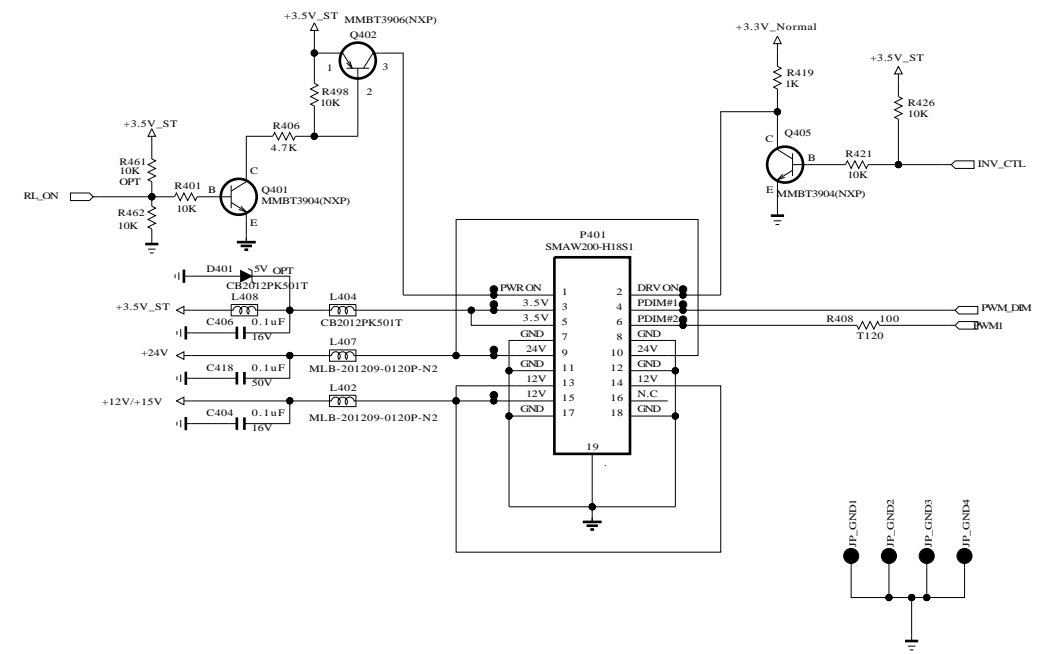 +3.5V_ST
MMBT3906(NXP)
Q402
1
3
2
R498
10K
R406
4.7K
+3.5V_ST
R461
10K
OPT
RL_ON
R401
10K
R462
10K
B
C
E
Q401
MMBT3904(NXP)
+3.3V_Normal
R419
1K
+3.5V_ST
R426
10K
C
Q405
B
R421
10K
INV_CTL
E
MMBT3904(NXP)
P401
SMAW200-H18S1
D401
5V
OPT
CB2012PK501T
L408
+3.5V_ST
C406
0.1uF
16V
L404
CB2012PK501T
+24V
L407
MLB-201209-0120P-N2
C418
0.1uF
50V
+12V/+15V
L402
MLB-201209-0120P-N2
C404
0.1uF
16V
PWR ON
1
2
DRV ON
3.5V
3
4
PDIM#1
3.5V
5
6
PDIM#2
GND
7
8
GND
24V
9
10
24V
GND
11
12
GND
12V
13
14
12V
12V
15
16
N.C
GND
17
18
GND
19
PWM_DIM
R408
100
T120
PWM1
JP_GND1
JP_GND2
JP_GND3
JP_GND4